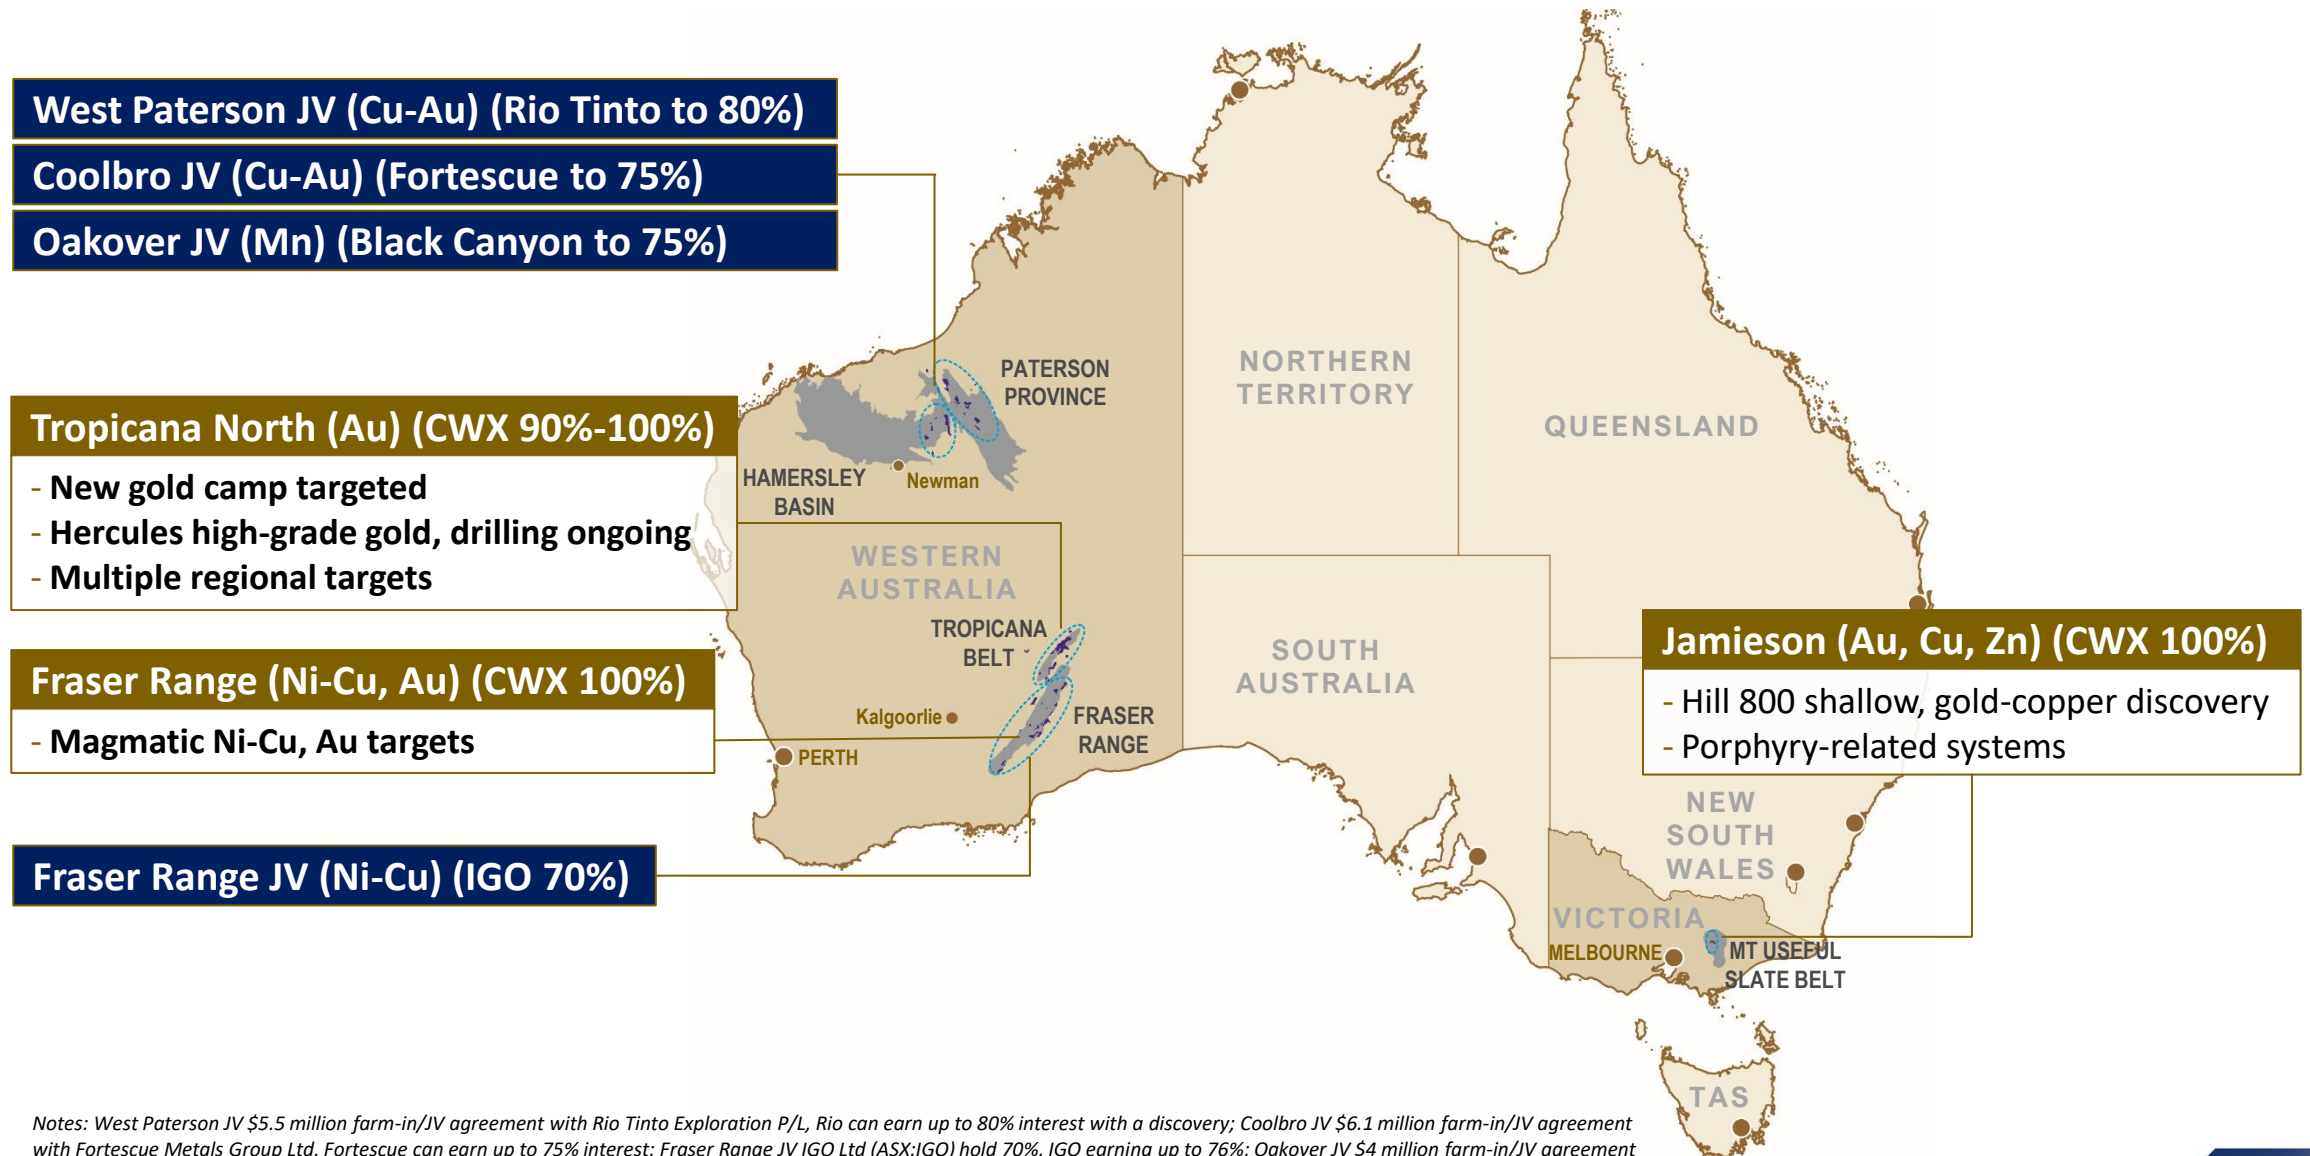 West Paterson JV (Cu-Au) (Rio Tinto to 80%)
Coolbro JV (Cu-Au) (Fortescue to 75%)
Oakover JV (Mn) (Black Canyon to 75%)
Tropicana North (Au) (CWX 90%-100%)
- New gold camp targeted
- Hercules high-grade gold, drilling ongoing
- Multiple regional targets
Fraser Range (Ni-Cu, Au) (CWX 100%)
- Magmatic Ni-Cu, Au targets
Fraser Range JV (Ni-Cu) (IGO 70%)
PATERSON
PROVINCE
HAMERSLEY
BASIN
Newman
WESTERN
AUSTRALIA
TROPICANA
BELT
Kalgoorlie
FRASER
RANGE
PERTH
NORTHERN
TERRITORY
QUEENSLAND
SOUTH
AUSTRALIA
Jamieson (Au, Cu, Zn) (CWX 100%)
- Hill 800 shallow, gold-copper discovery
- Porphyry-related systems
NEW
SOUTH
WALES
VICTORIA
MELBOURNE
MT USEFUL
SLATE BELT
TAS
Notes: West Paterson JV $5.5 million farm-in/JV agreement with Rio Tinto Exploration P/L, Rio can earn up to 80% interest with a discovery; Coolbro JV $6.1 million farm-in/JV agreement
with Fortescue Metals Group Ltd, Fortescue can earn up to 75% interest; Fraser Range JV IGO Ltd (ASX:IGO) hold 70%, IGO earning up to 76%; Oakover JV $4 million farm-in/JV agreement